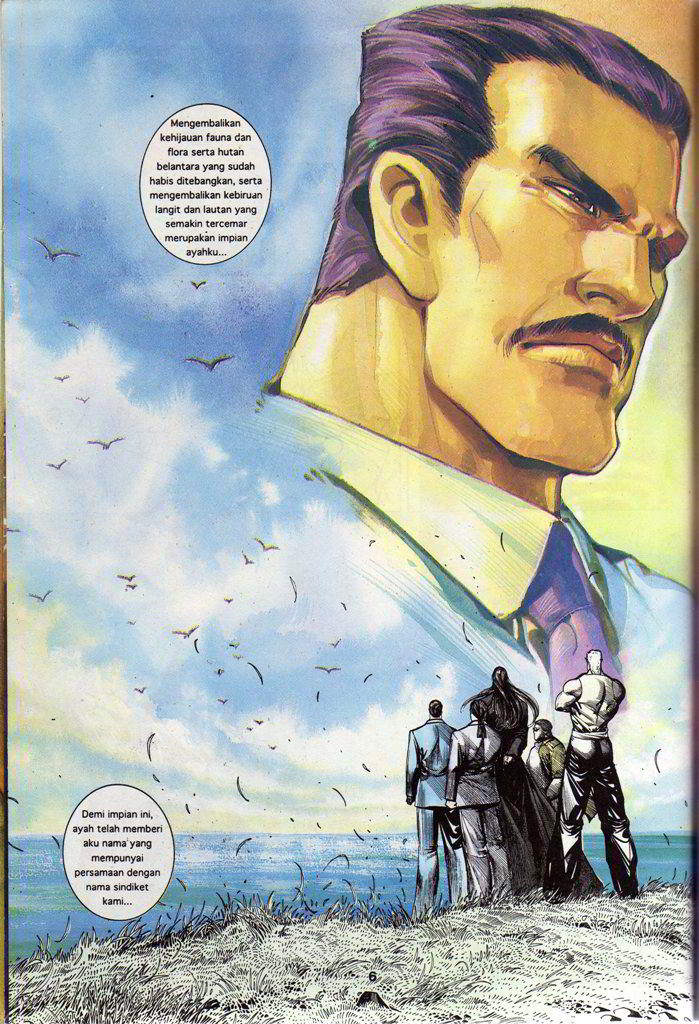 Mengembalikan
kehijauan fauna dan
flora serta hutan
belantara yang sudah
habis ditebangkan, serta
mengembalikan kebiruan
langit dan lautan yang
semakin tercemar
merupakan impian
ayahku...
Demi impian ini,
ayah telah memberi
aku nama yang
mempunyai
persamaan dengan
nama sindiket
kami...
6